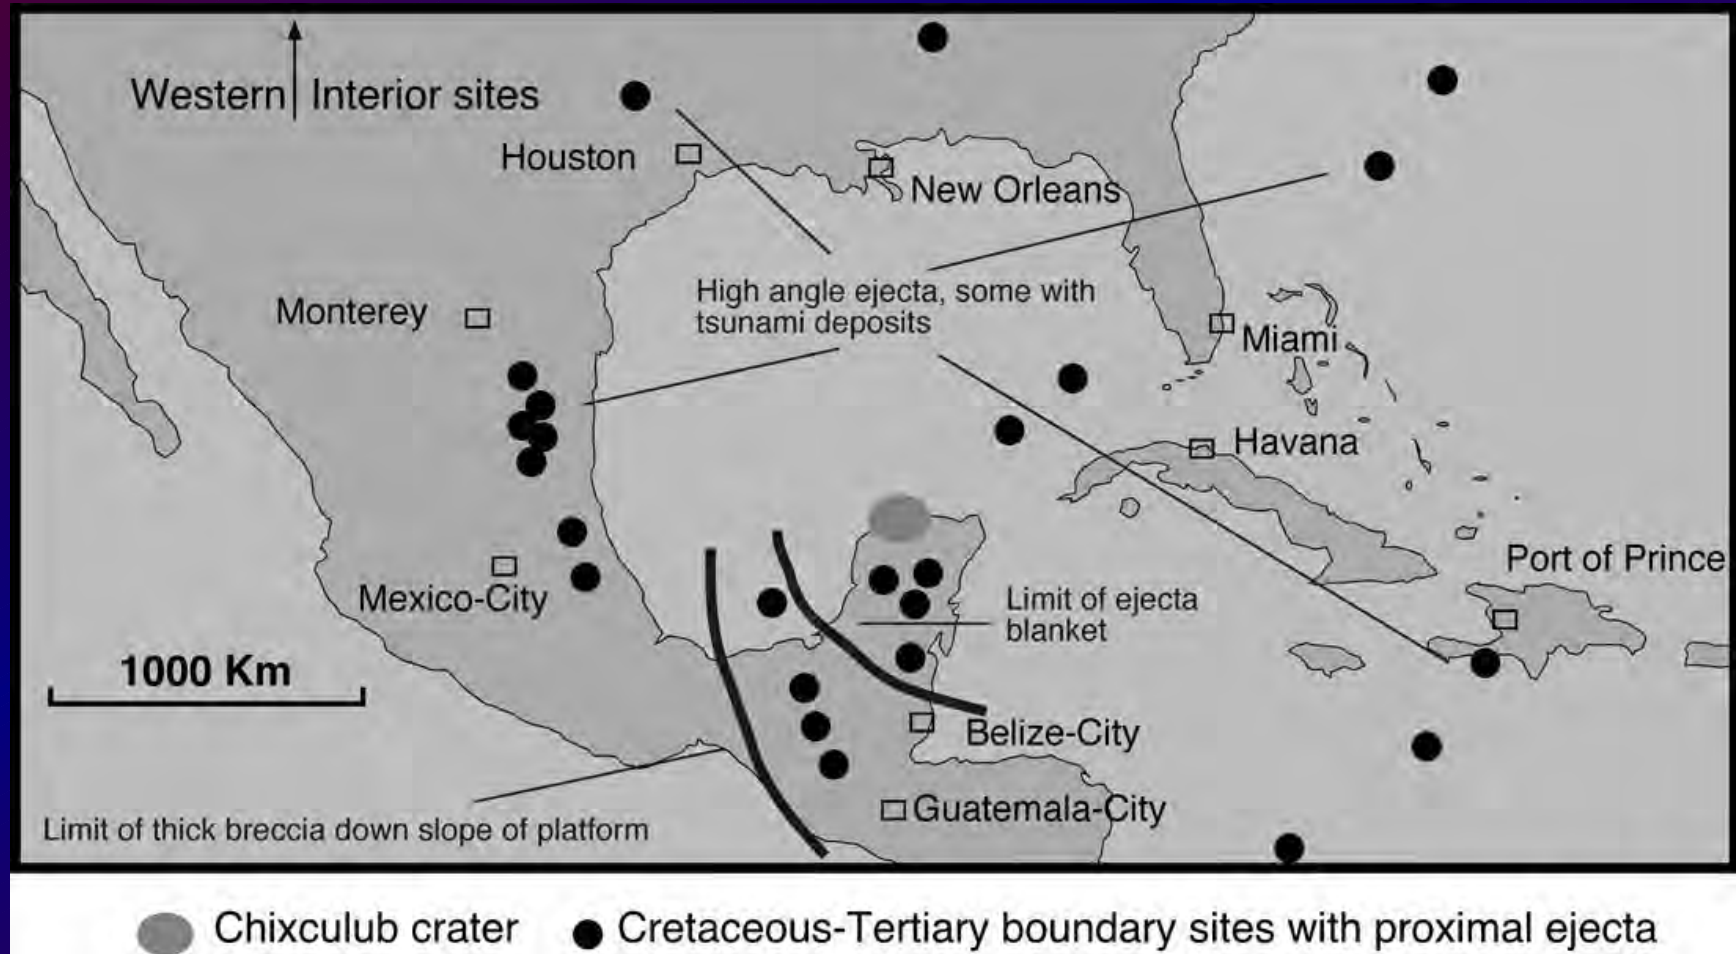 Western Interior sites
Houston
New Orleans
High angle ejecta, some with
tsunami deposits
Monterey
Miami
Havana
Port of Prince
Mexico-City
Limit of ejecta
blanket
1000 Km
Belize-City
Guatemala-City
Limit of thick breccia down slope of platform
Chixculub crater
Cretaceous-Tertiary boundary sites with proximal ejecta